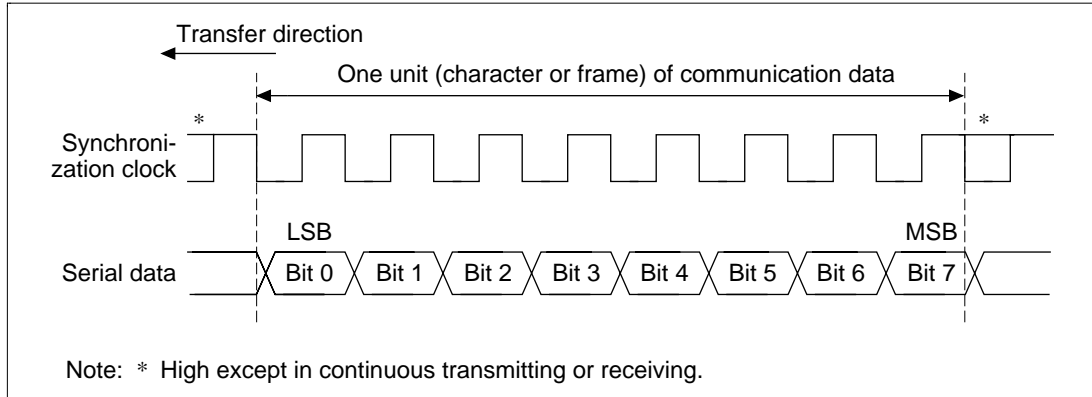 Transfer direction
One unit (character or frame) of communication data
*
*
Synchroni-
zation clock
LSB
MSB
Serial data
Bit 0
Bit 1
Bit 2
Bit 3
Bit 4
Bit 5
Bit 6
Bit 7
Note: * High except in continuous transmitting or receiving.